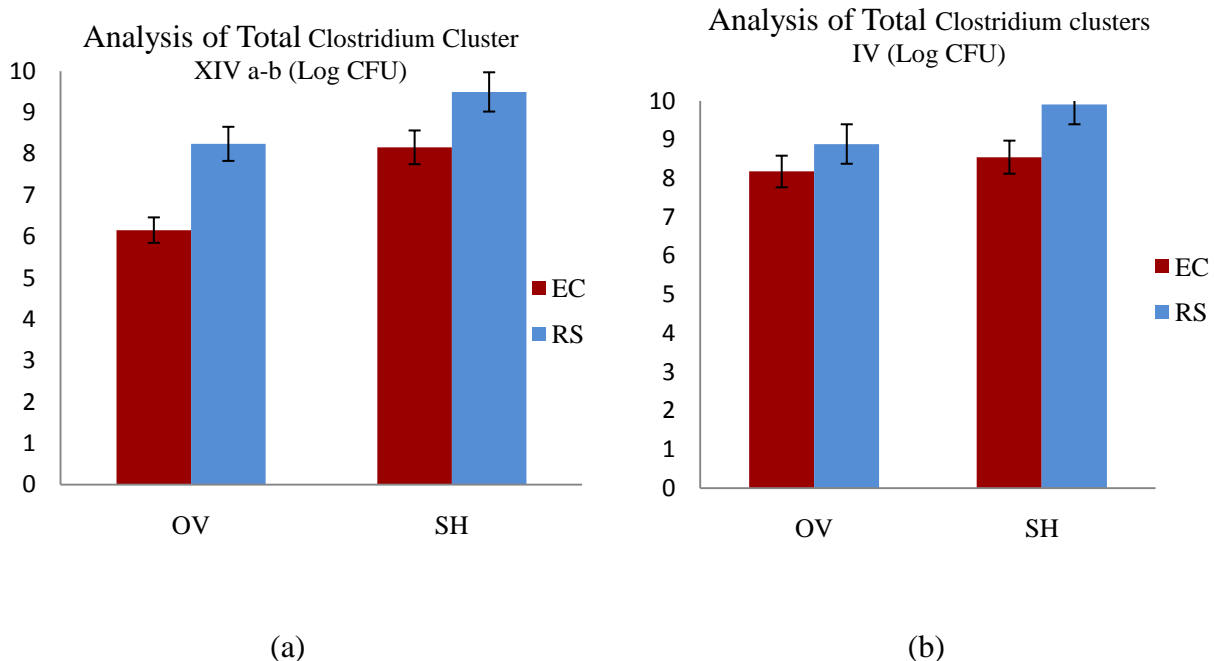 Analysis of Total Clostridium Cluster
XIV a-b (Log CFU)
10
9
8
7
6
5
4
3
2
1
0
OV
SH
EC
RS
(a)
Analysis of Total Clostridium clusters
IV (Log CFU)
10
9
8
7
6
5
4
3
2
1
0
OV
SH
EC
RS
(b)